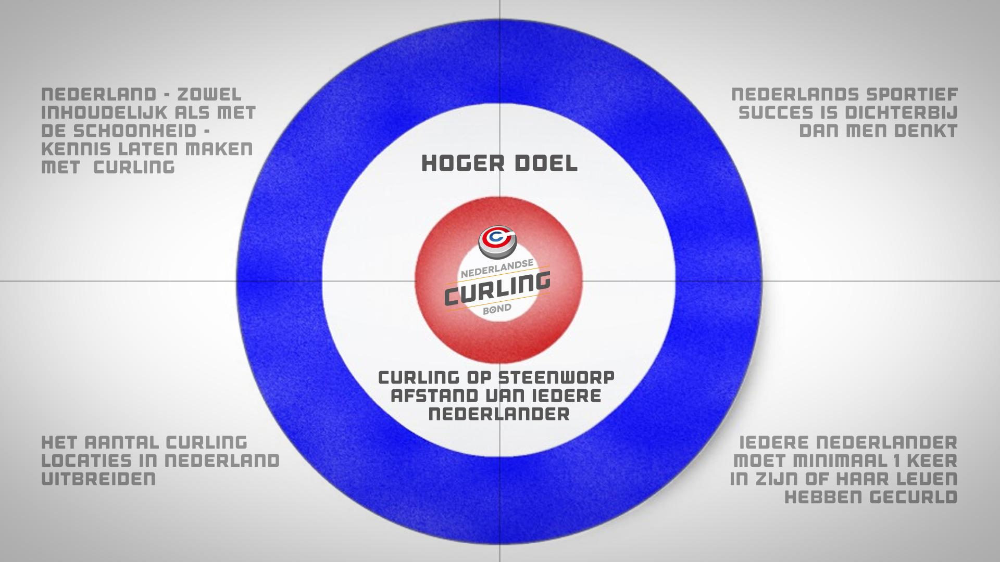 NEDERLAND - ZOWEL
INHOUDELIJK ALS MET
DE SCHOONHEID -
KENNIS LATEN MAKEN
MET CURLING
NEDERLANDS SPORTIEF
SUCCES IS DICHTERBIJ
DAN MEN DENKT
HOGER DOEL
C
NEDERLANDSE
CURLING
BOND
CURLING OP STEENWORP
AFSTAND VAN IEDERE
NEDERLANDER
HET AANTAL CURLING
LOCATIES IN NEDERLAND
UITBREIDEN
IEDERE NEDERLANDER
MOET MINIMAAL 1 KEER
IN ZIJN OF HAAR LEVEN
HEBBEN GECURLD